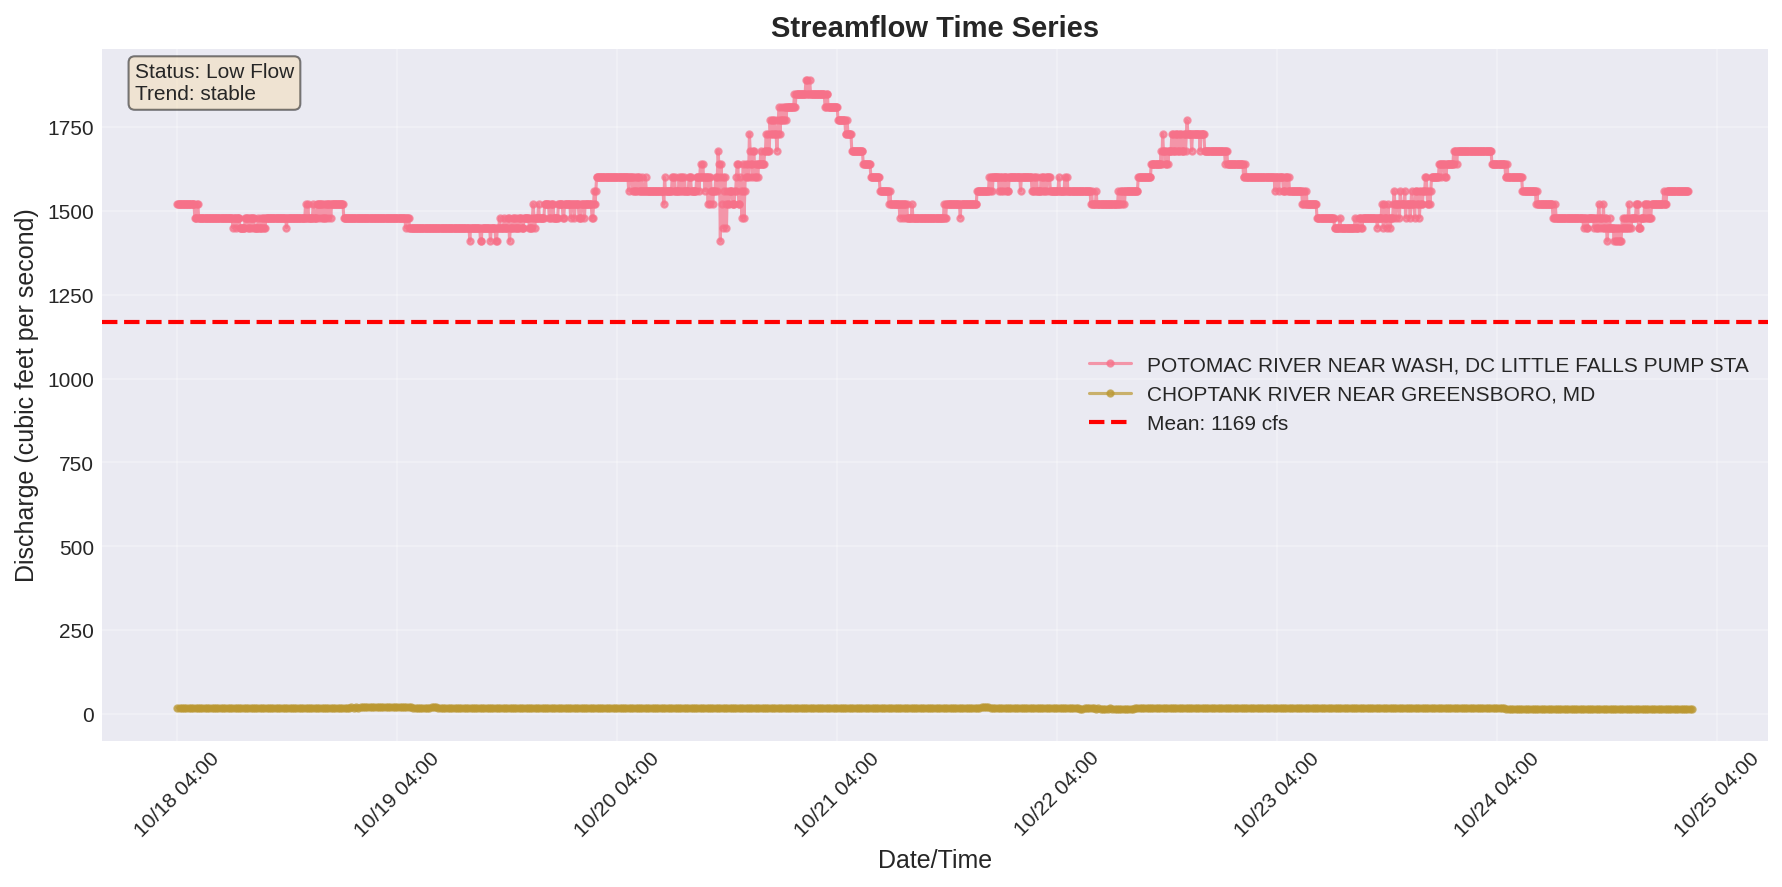 Streamflow Time Series
Status: Low Flow
Trend: stable
Discharge (cubic feet per second)
1750
1500
1250
1000
750
500
250
0
POTOMAC RIVER NEAR WASH, DC LITTLE FALLS PUMP STA
CHOPTANK RIVER NEAR GREENSBORO, MD
Mean: 1169 cfs
10/18 04:00
10/19 04:00
10/20 04:00
10/21 04:00
10/22 04:00
10/23 04:00
10/24 04:00
10/25 04:00
Date/Time